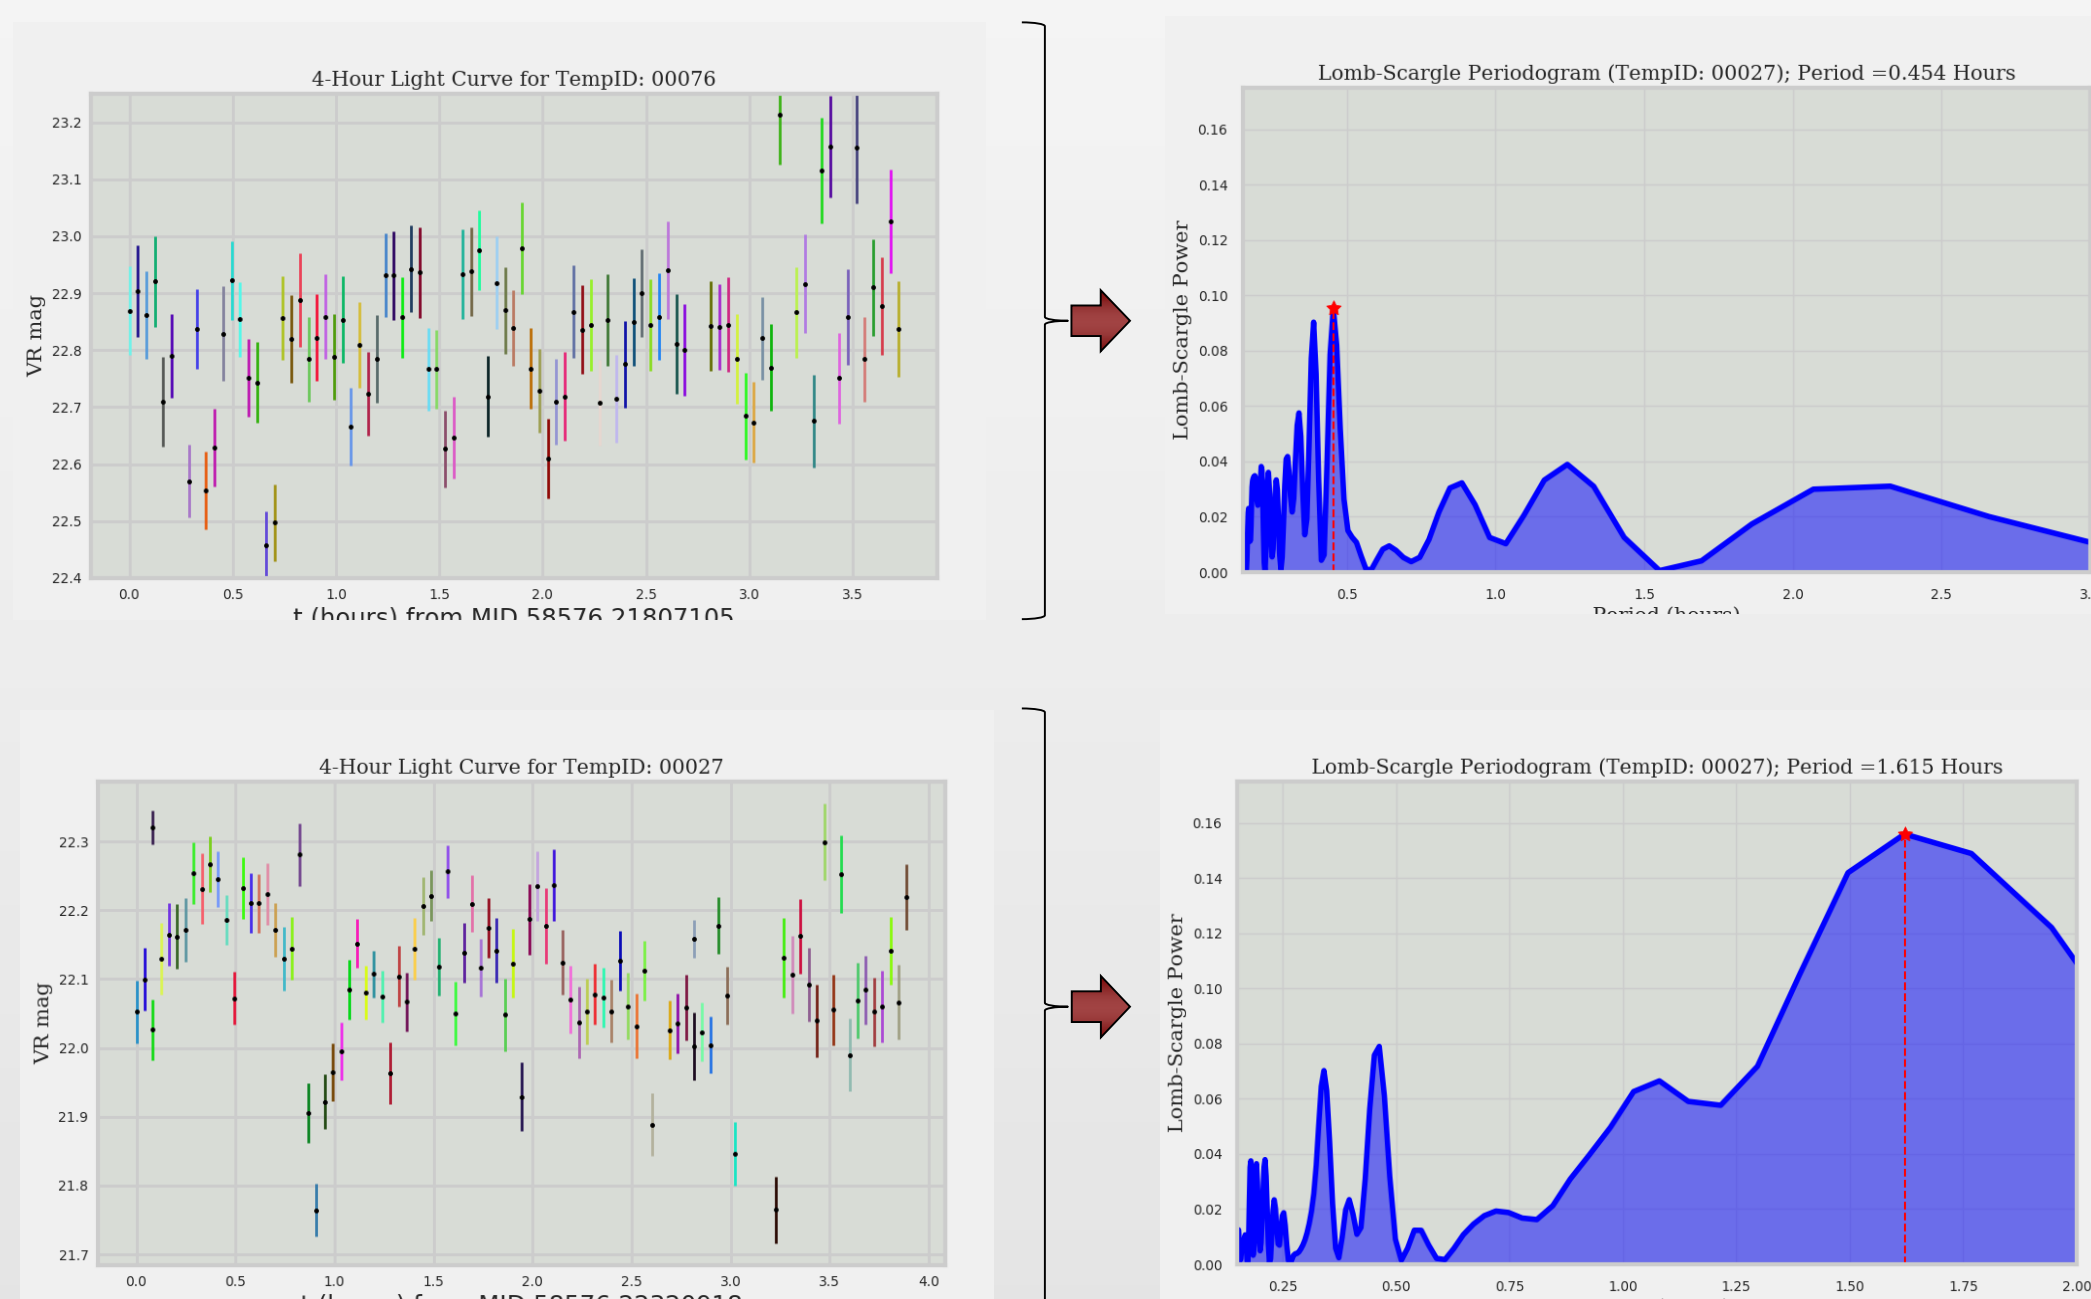 4-Hour Light Curve for TempID: 00076
VR mag
23.2
23.1
23.0
22.9
22.8
22.7
22.6
22.5
22.4
0.0 0.5 1.0 1.5 2.0 2.5 3.0 3.5
t (hours) from MJD 58576.21807105
Lomb-Scargle Periodogram (TempID: 00027); Period =0.454 Hours
Lomb-Scargle Power
0.16
0.14
0.12
0.10
0.08
0.06
0.04
0.02
0.00
0.5 1.0 1.5 2.0 2.5 3.
Period (hours)
4-Hour Light Curve for TempID: 00027
VR mag
22.3
22.2
22.1
22.0
21.9
21.8
21.7
0.0 0.5 1.0 1.5 2.0 2.5 3.0 3.5 4.0
t (hours) from MJD 58576.22320918
Lomb-Scargle Periodogram (TempID: 00027); Period =1.615 Hours
Lomb-Scargle Power
0.16
0.14
0.12
0.10
0.08
0.06
0.04
0.02
0.00
0.25 0.50 0.75 1.00 1.25 1.50 1.75 2.00